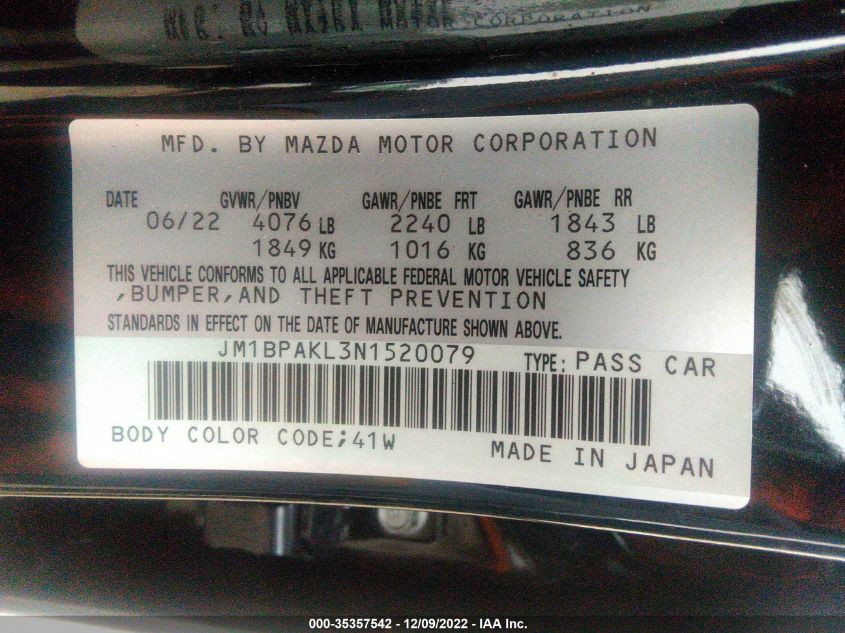 MFD. BY MAZDA MOTOR CORPORATION
DATE GVWR/PNBV GAWR/PNBE FRT GAWR/PNBE RR
06/22 4076 LB 2240 LB 1843 LB
1849 KG 1016 KG 836 KG
THIS VEHICLE CONFORMS TO ALL APPLICABLE FEDERAL MOTOR VEHICLE SAFETY
,BUMPER,AND THEFT PREVENTION
STANDARDS IN EFFECT ON THE DATE OF MANUFACTURE SHOWN ABOVE.
JM1BPAKL3N1520079 TYPE: PASS CAR
BODY COLOR CODE;41W MADE IN JAPAN
000-35357542 - 12/09/2022 - IAA Inc.